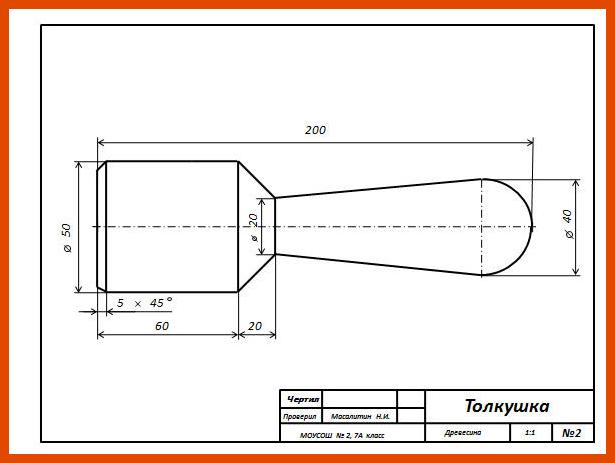 200
ø 50
ø 20
ø 40
5 × 45°
60
20
Чертил
Толкушка
Проверил Масалитин Н.И.
МОУСОШ № 2, 7А класс
Древесина
1:1
№2